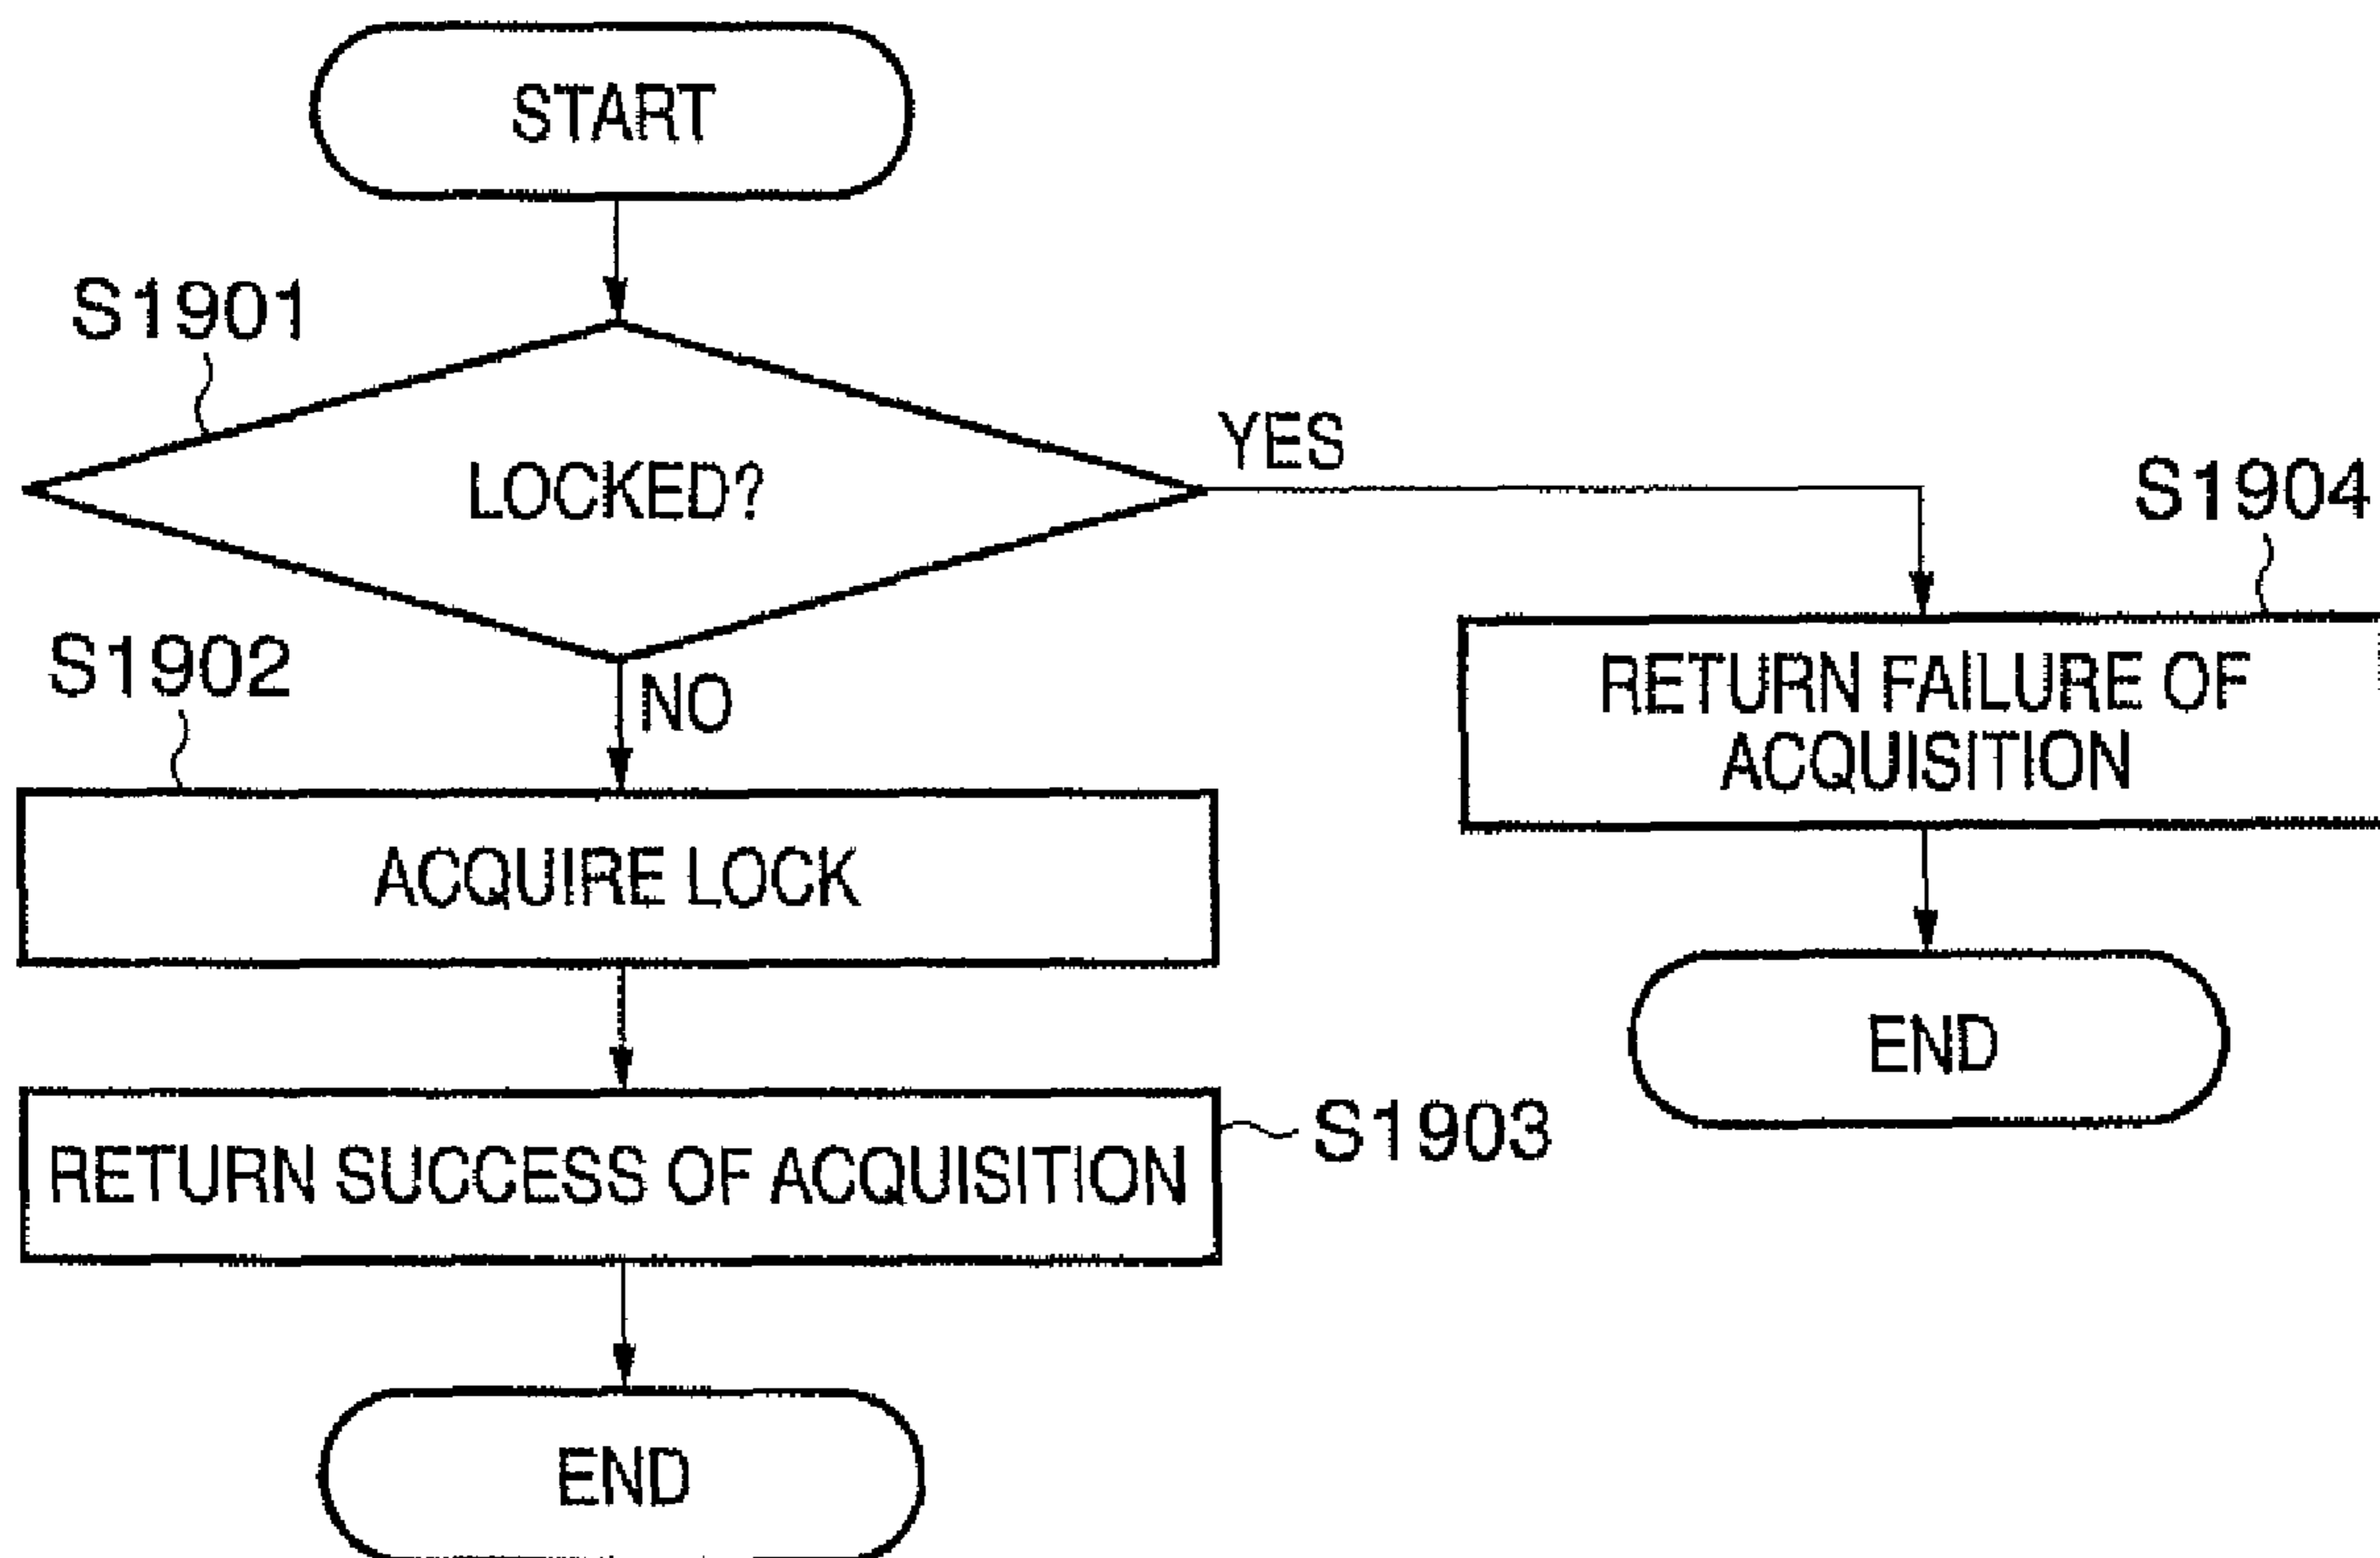 START
S1901
LOCKED?
YES
S1904
RETURN FAILURE OF
ACQUISITION
END
S1902
NO
ACQUIRE LOCK
RETURN SUCCESS OF ACQUISITION
S1903
END